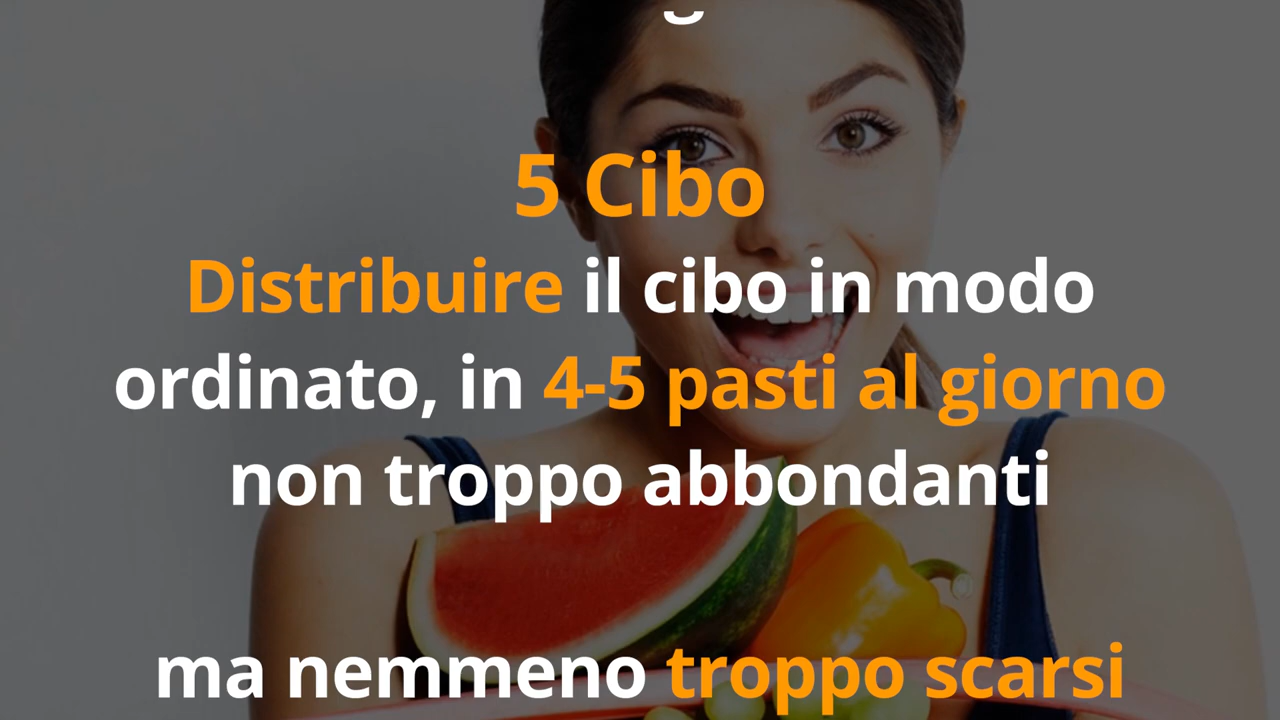 5 Cibo
Distribuire il cibo in modo
ordinato, in 4-5 pasti al giorno
non troppo abbondanti
ma nemmeno troppo scarsi